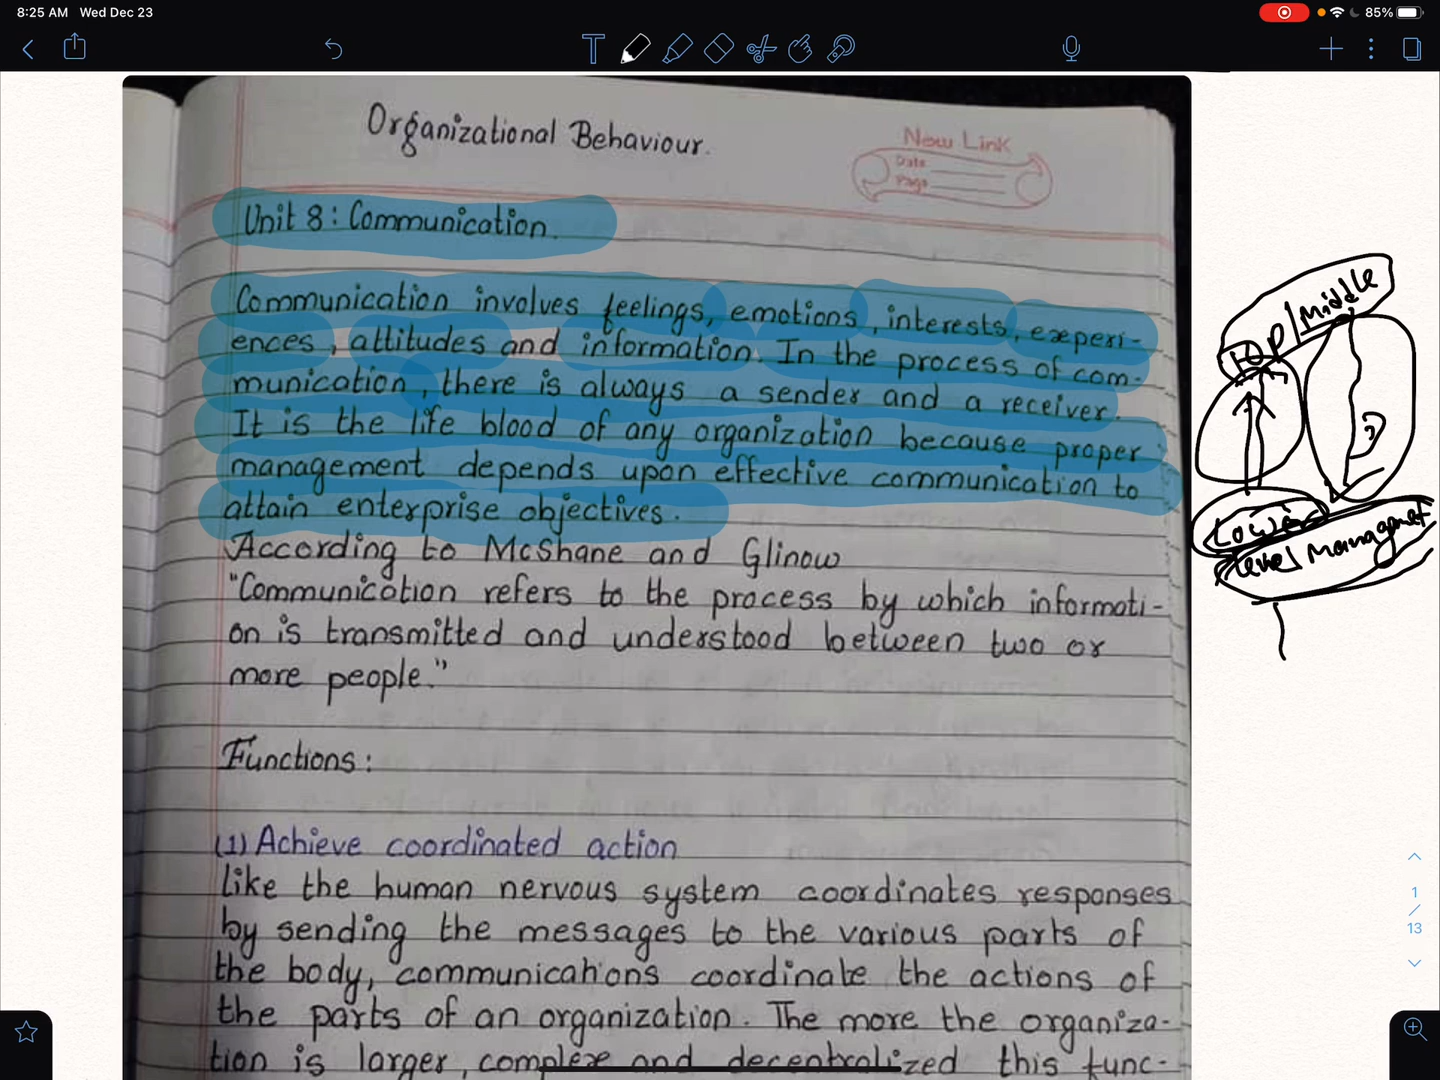 8:25 AM Wed Dec 23
85%
Organizational Behaviour.
New Link
Date
Page
Unit 8: Communication.
Communication involves feelings, emotions, interests, experi-
ences, attitudes and information. In the process of com-
munication, there is always a sender and a receiver.
It is the life blood of any organization because proper
management depends upon effective communication to
attain enterprise objectives.
According to McShane and Glinow
"Communication refers to the process by which informati-
on is transmitted and understood between two or
more people."
Functions:
(1) Achieve coordinated action
like the human nervous system coordinates responses
by sending the messages to the various parts of
the body, communications coordinate the actions of
the parts of an organization. The more the organiza-
tion is larger, complex and decentralized this func-
TOP/Middle
Lower
level Managemet
1
/
13